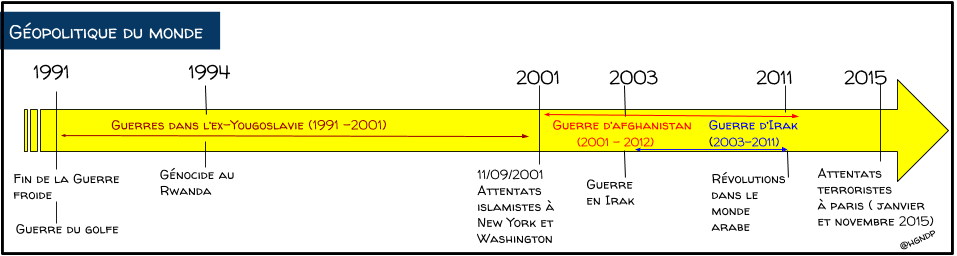 Géopolitique du monde
1991
1994
2001
2003
2011
2015
Guerres dans l'ex-Yougoslavie (1991 -2001)
Guerre d'afghanistan
(2001 - 2012)
Guerre d'Irak
(2003-2011)
Fin de la Guerre
froide
Guerre du golfe
Génocide au
Rwanda
11/09/2001
Attentats
islamistes à
New York et
Washington
Guerre
en Irak
Révolutions
dans le
monde
arabe
Attentats
terroristes
à paris ( janvier
et novembre 2015)
@hgndp